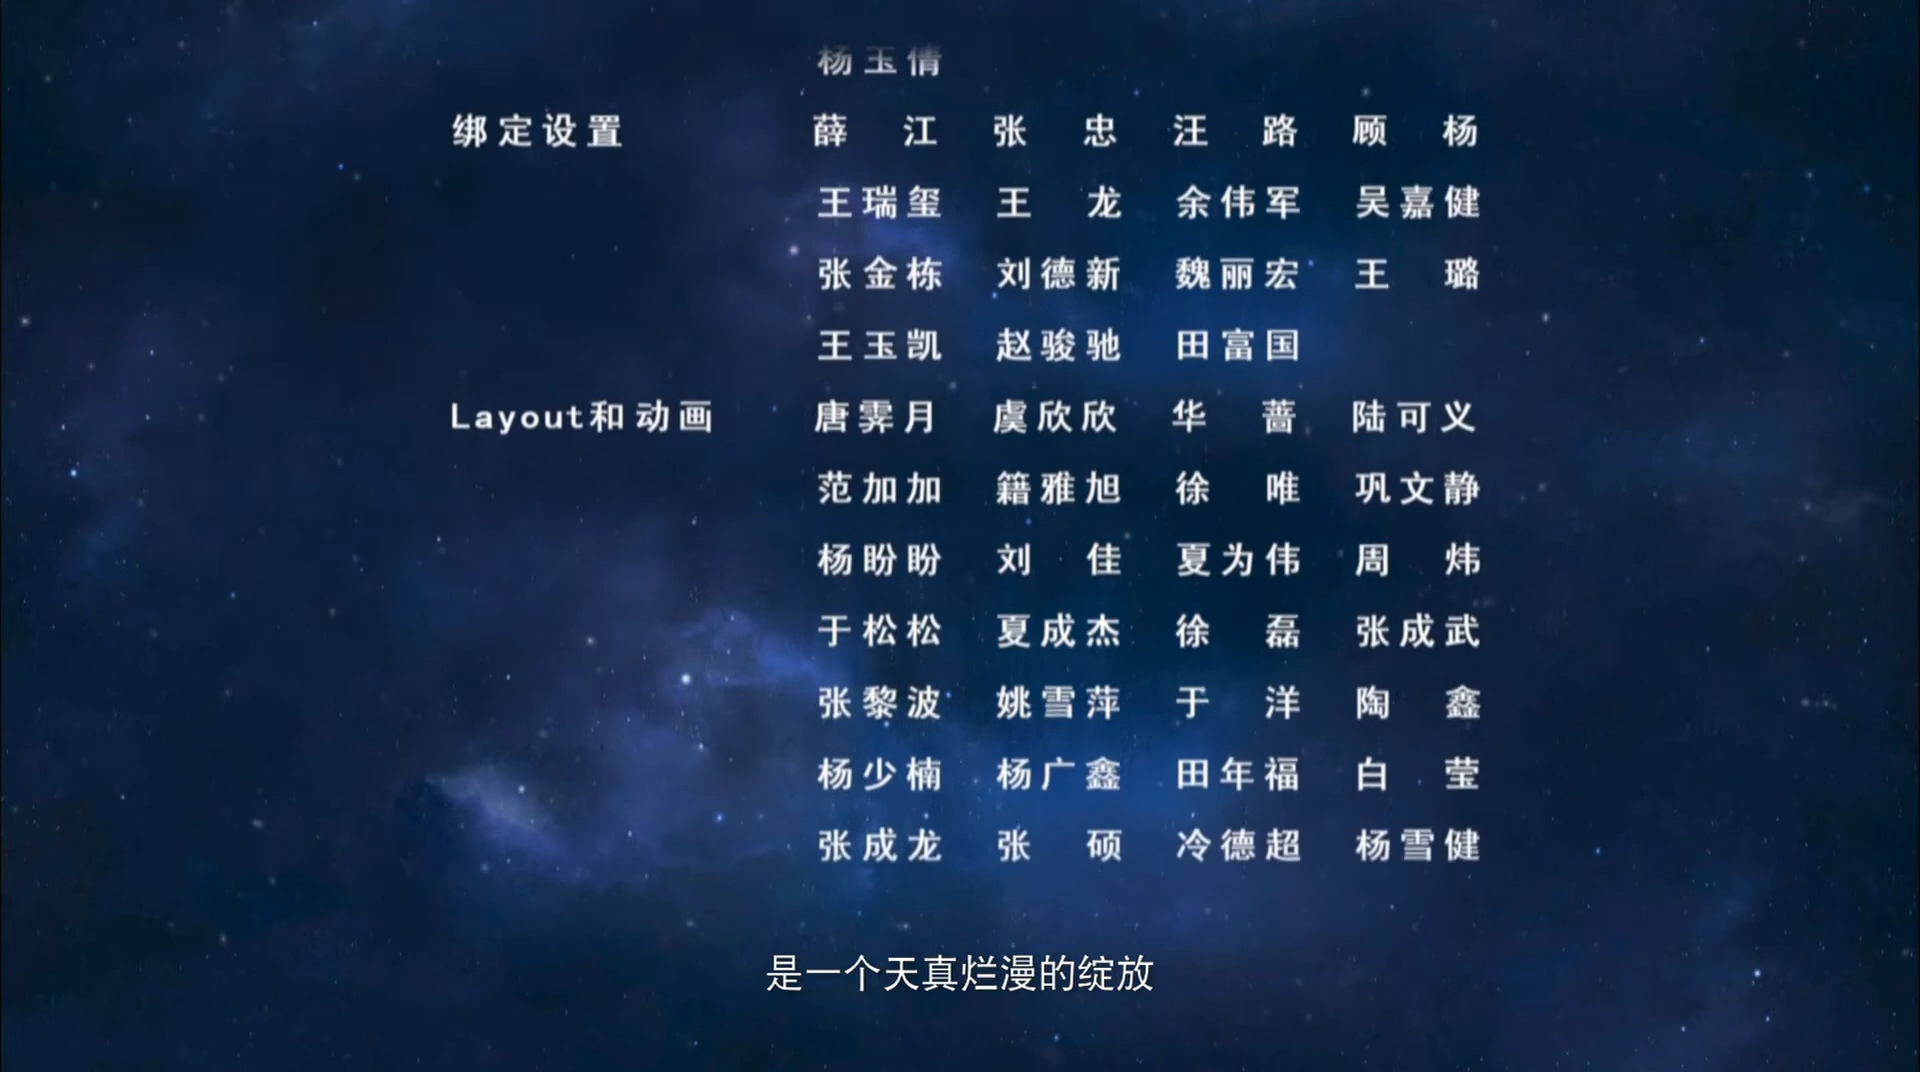 杨玉倩
绑定设置 薛江 张忠 汪路 顾杨
王瑞玺 王龙 余伟军 吴嘉健
张金栋 刘德新 魏丽宏 王璐
王玉凯 赵骏驰 田富国
Layout和动画 唐霁月 虞欣欣 华蔷 陆可义
范加加 籍雅旭 徐唯 巩文静
杨盼盼 刘佳 夏为伟 周炜
于松松 夏成杰 徐磊 张成武
张黎波 姚雪萍 于洋 陶鑫
杨少楠 杨广鑫 田年福 白莹
张成龙 张硕 冷德超 杨雪健
是一个天真烂漫的绽放